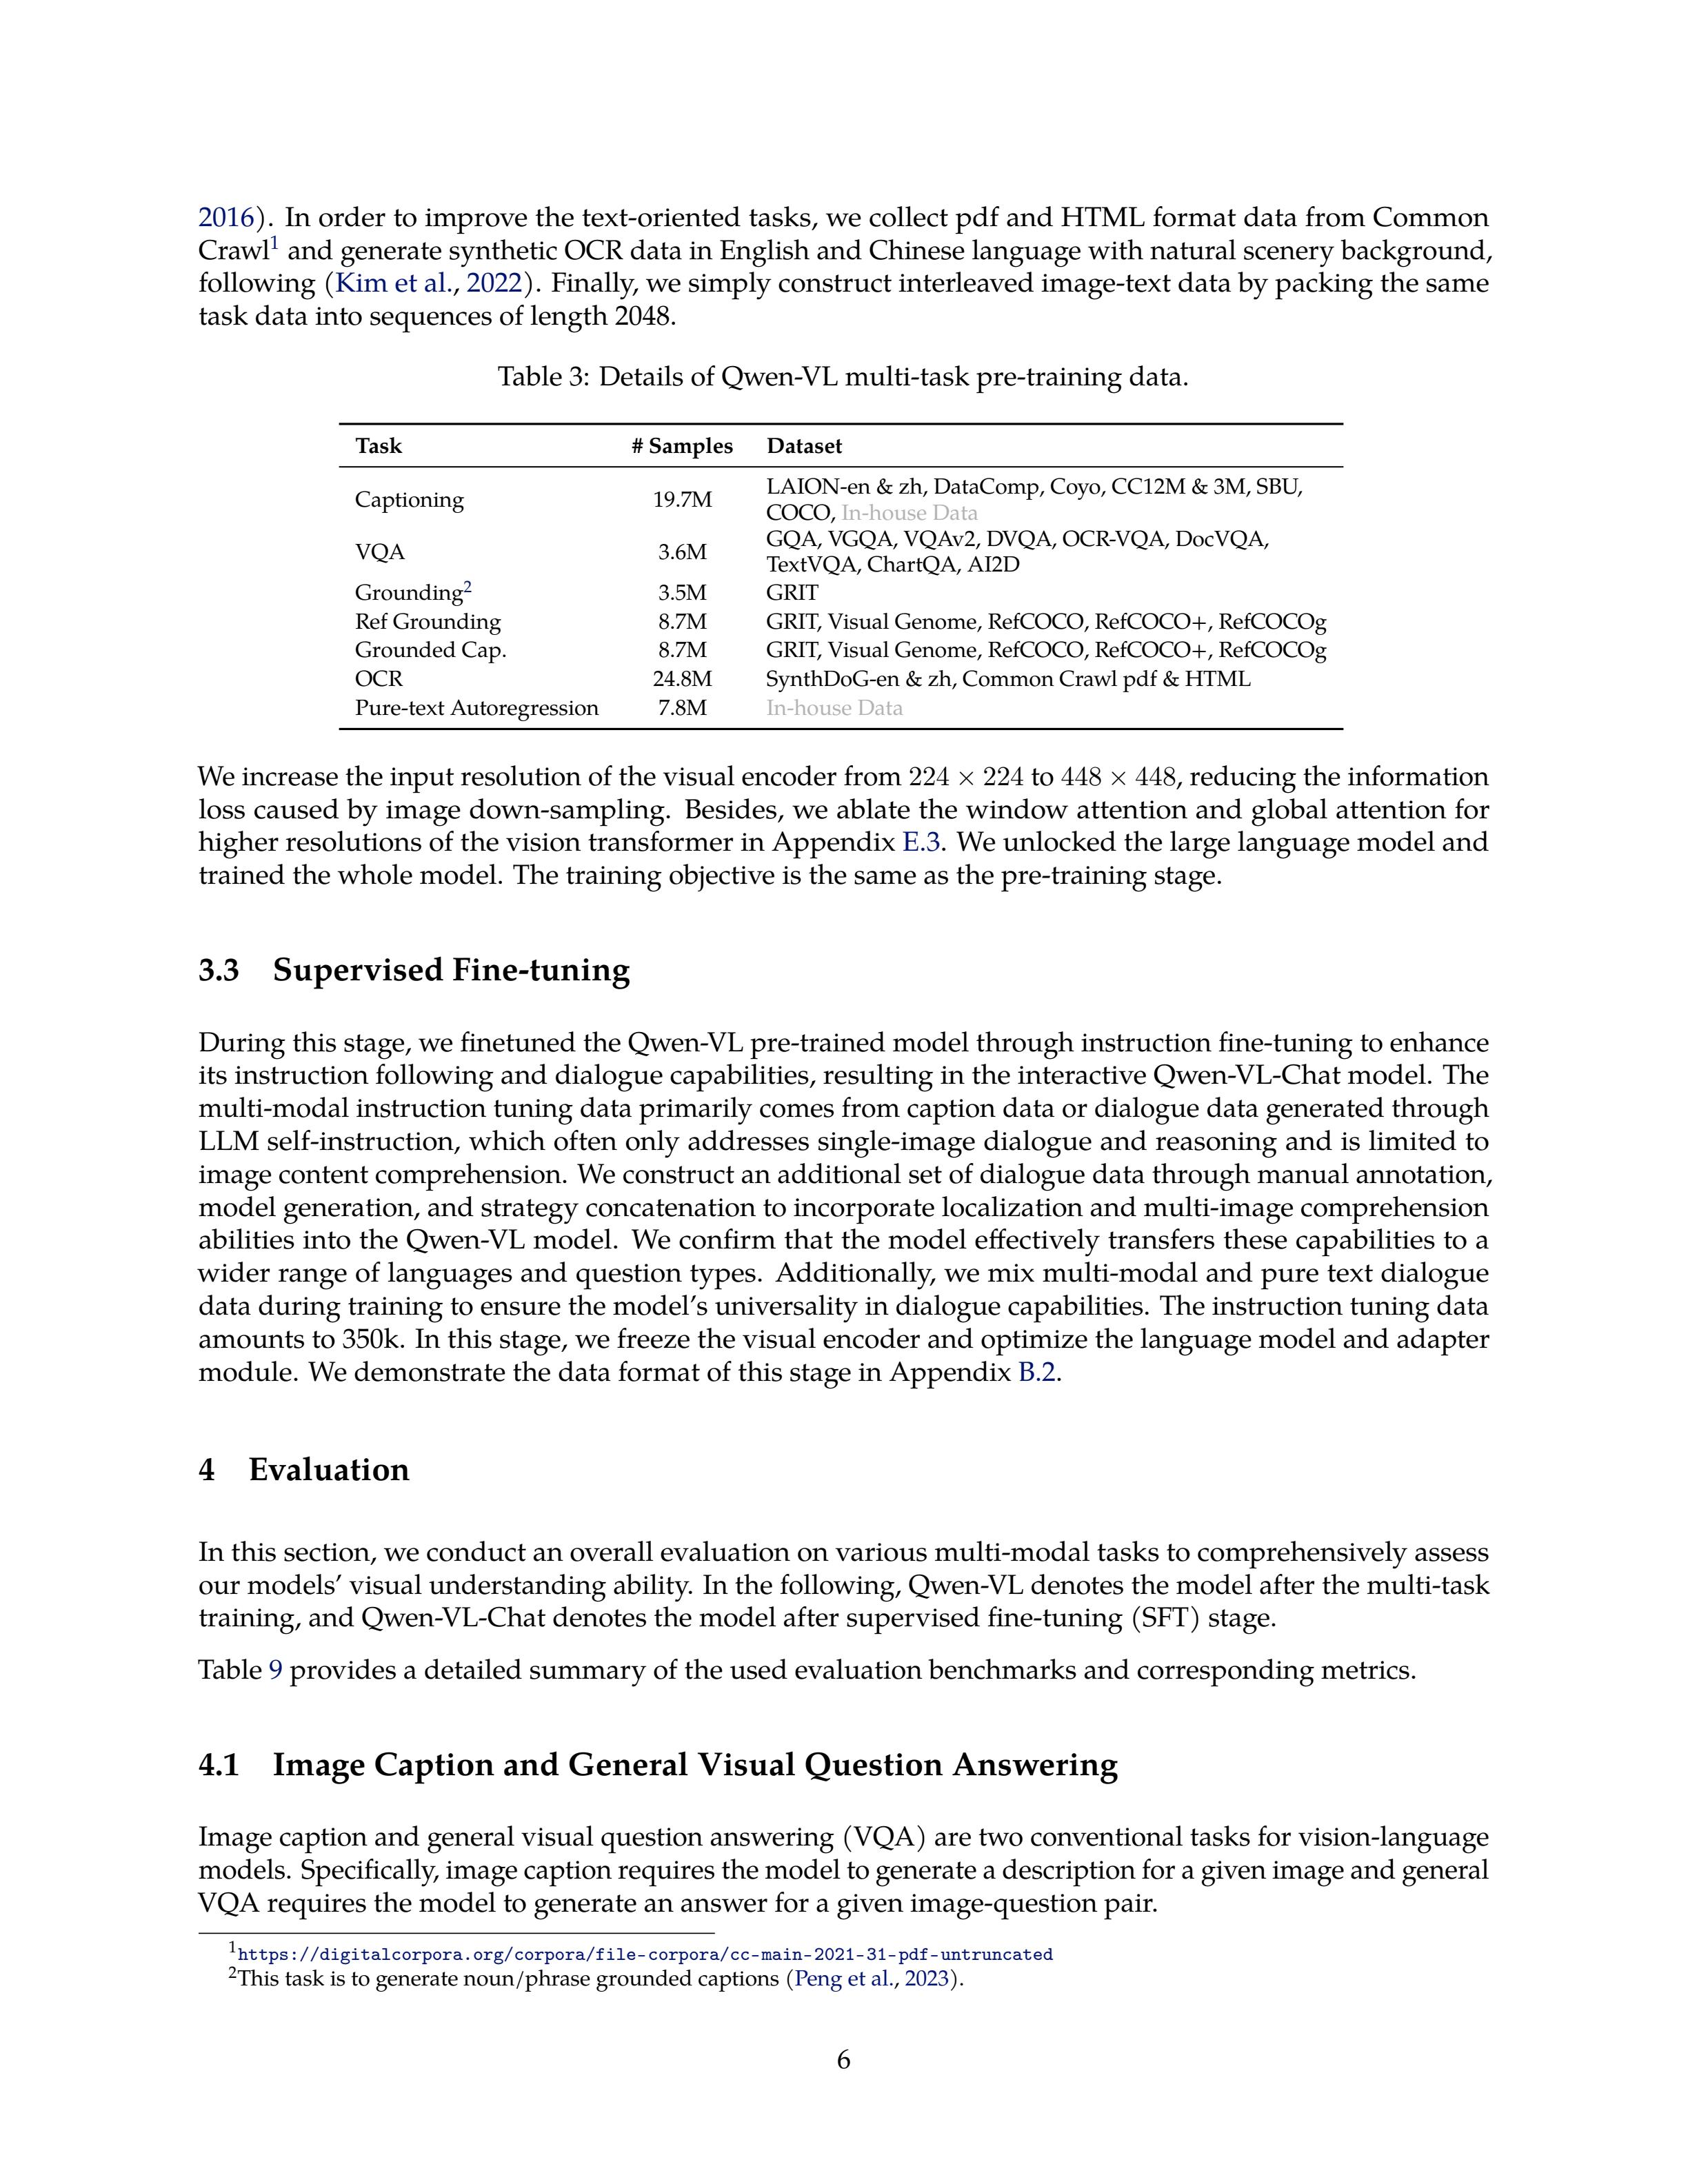 2016). In order to improve the text-oriented tasks, we collect pdf and HTML format data from Common
Crawl1 and generate synthetic OCR data in English and Chinese language with natural scenery background,
following (Kim et al., 2022). Finally, we simply construct interleaved image-text data by packing the same
task data into sequences of length 2048.
Table 3: Details of Qwen-VL multi-task pre-training data.
Task # Samples Dataset
Captioning 19.7M LAION-en & zh, DataComp, Coyo, CC12M & 3M, SBU,
COCO, In-house Data
VQA 3.6M GQA, VGQA, VQAv2, DVQA, OCR-VQA, DocVQA,
TextVQA, ChartQA, AI2D
Grounding2 3.5M GRIT
Ref Grounding 8.7M GRIT, Visual Genome, RefCOCO, RefCOCO+, RefCOCOg
Grounded Cap. 8.7M GRIT, Visual Genome, RefCOCO, RefCOCO+, RefCOCOg
OCR 24.8M SynthDoG-en & zh, Common Crawl pdf & HTML
Pure-text Autoregression 7.8M In-house Data
We increase the input resolution of the visual encoder from 224 × 224 to 448 × 448, reducing the information
loss caused by image down-sampling. Besides, we ablate the window attention and global attention for
higher resolutions of the vision transformer in Appendix E.3. We unlocked the large language model and
trained the whole model. The training objective is the same as the pre-training stage.
3.3 Supervised Fine-tuning
During this stage, we finetuned the Qwen-VL pre-trained model through instruction fine-tuning to enhance
its instruction following and dialogue capabilities, resulting in the interactive Qwen-VL-Chat model. The
multi-modal instruction tuning data primarily comes from caption data or dialogue data generated through
LLM self-instruction, which often only addresses single-image dialogue and reasoning and is limited to
image content comprehension. We construct an additional set of dialogue data through manual annotation,
model generation, and strategy concatenation to incorporate localization and multi-image comprehension
abilities into the Qwen-VL model. We confirm that the model effectively transfers these capabilities to a
wider range of languages and question types. Additionally, we mix multi-modal and pure text dialogue
data during training to ensure the model's universality in dialogue capabilities. The instruction tuning data
amounts to 350k. In this stage, we freeze the visual encoder and optimize the language model and adapter
module. We demonstrate the data format of this stage in Appendix B.2.
4 Evaluation
In this section, we conduct an overall evaluation on various multi-modal tasks to comprehensively assess
our models' visual understanding ability. In the following, Qwen-VL denotes the model after the multi-task
training, and Qwen-VL-Chat denotes the model after supervised fine-tuning (SFT) stage.
Table 9 provides a detailed summary of the used evaluation benchmarks and corresponding metrics.
4.1 Image Caption and General Visual Question Answering
Image caption and general visual question answering (VQA) are two conventional tasks for vision-language
models. Specifically, image caption requires the model to generate a description for a given image and general
VQA requires the model to generate an answer for a given image-question pair.
1https://digitalcorpora.org/corpora/file-corpora/cc-main-2021-31-pdf-untruncated
2This task is to generate noun/phrase grounded captions (Peng et al., 2023).
6